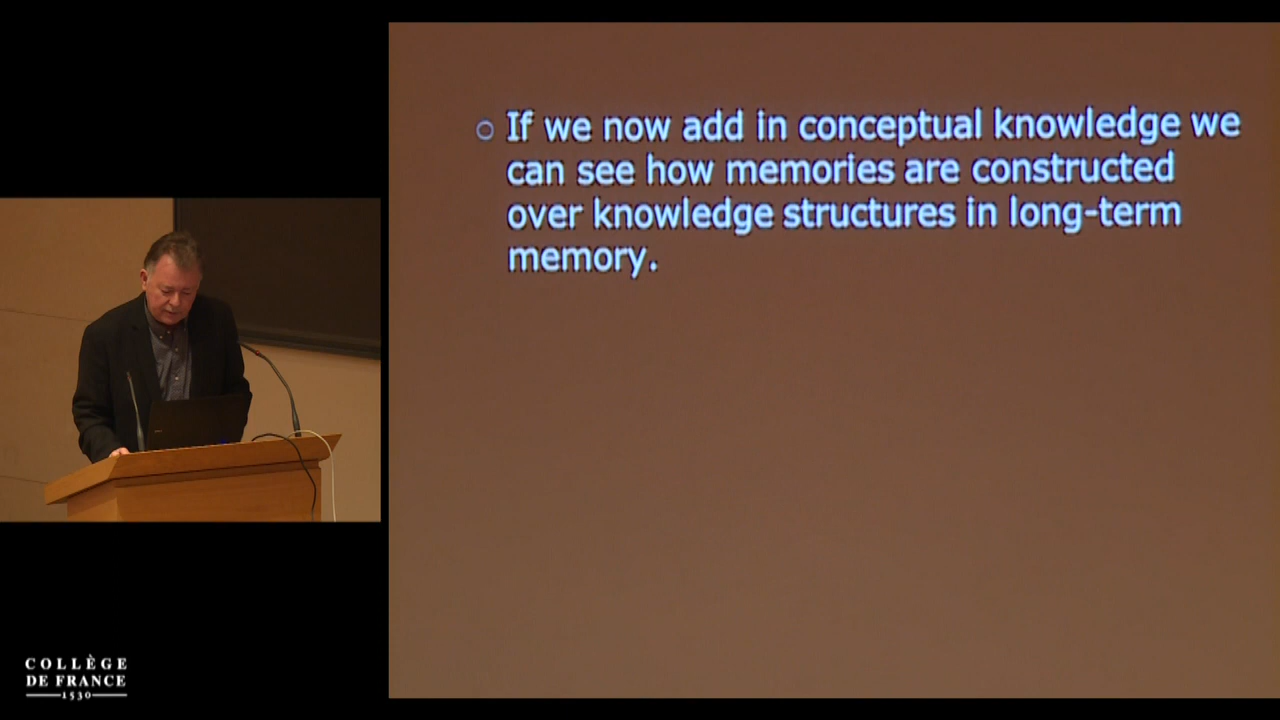 If we now add in conceptual knowledge we
can see how memories are constructed
over knowledge structures in long-term
memory.
COLLÈGE
DE FRANCE
1530